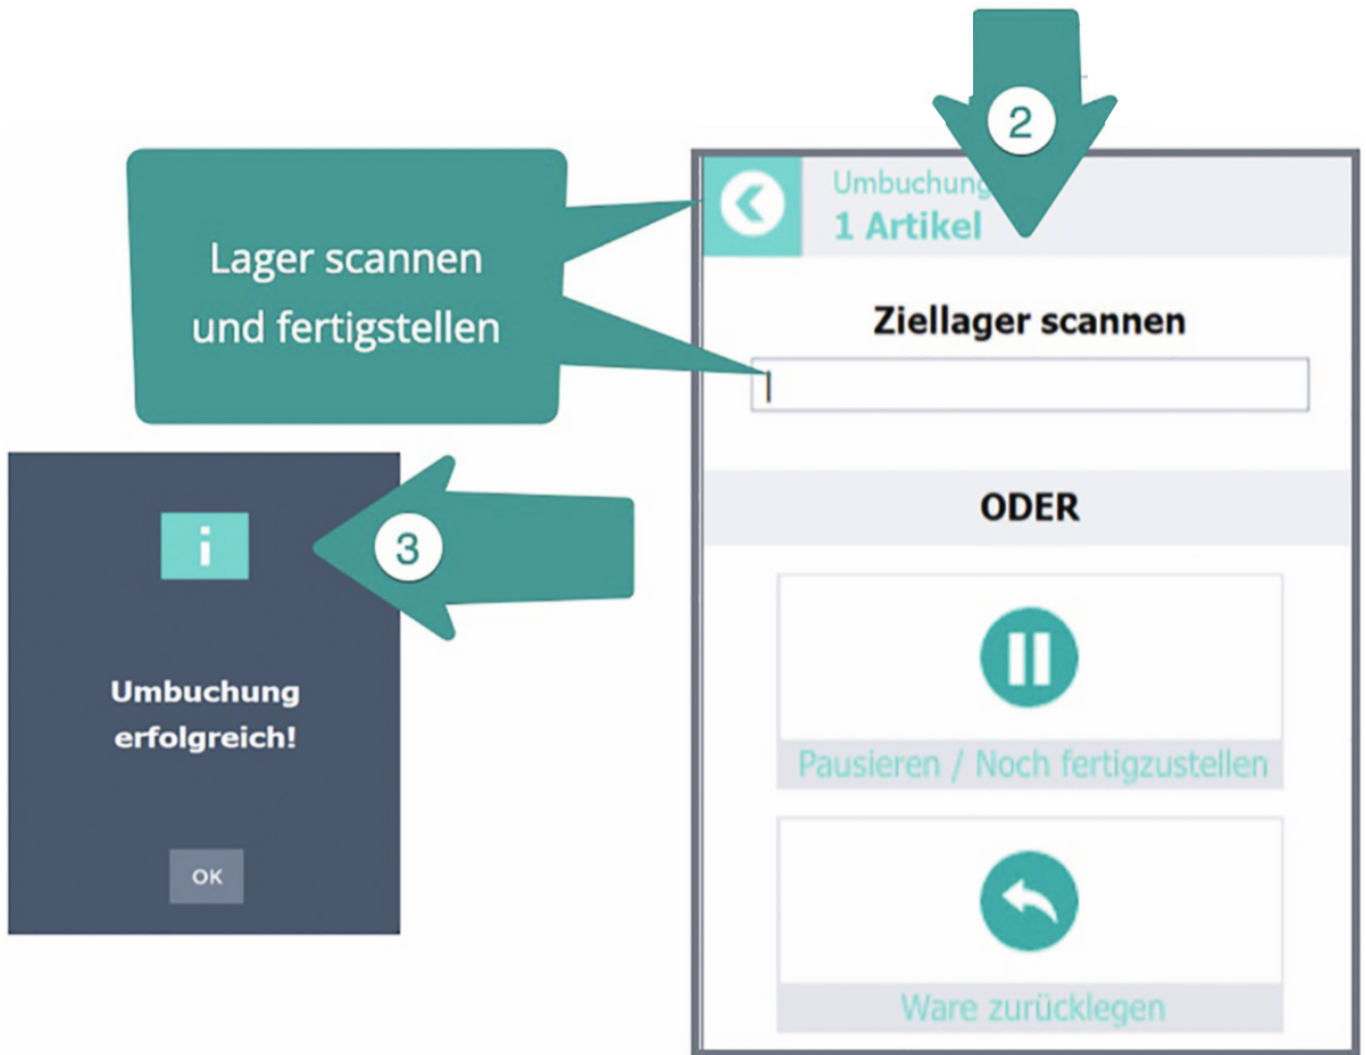 2
Umbuchung
1 Artikel
Lager scannen
und fertigstellen
Ziellager scannen
ODER
3
i
Umbuchung
erfolgreich!
OK
Pausieren / Noch fertigzustellen
Ware zurücklegen